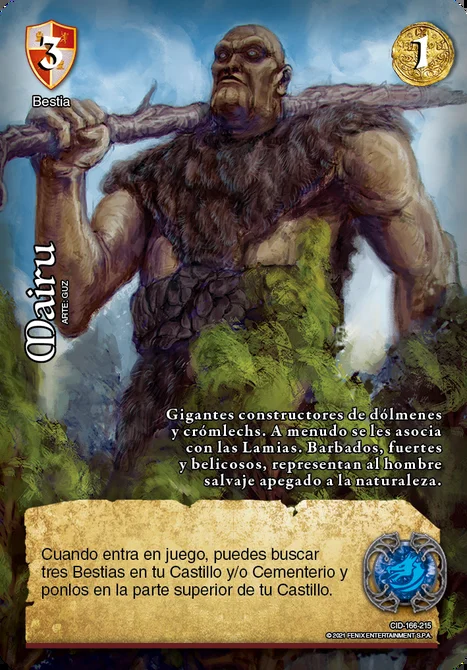 3
1
Bestia
Mairu
ARTE: GUZ
Gigantes constructores de dólmenes
y crómlechs. A menudo se les asocia
con las Lamias. Barbados, fuertes
y belicosos, representan al hombre
salvaje apegado a la naturaleza.
Cuando entra en juego, puedes buscar
tres Bestias en tu Castillo y/o Cementerio y
ponlos en la parte superior de tu Castillo.
CID-166-215
© 2021 FENIX ENTERTAINMENT S.P.A.